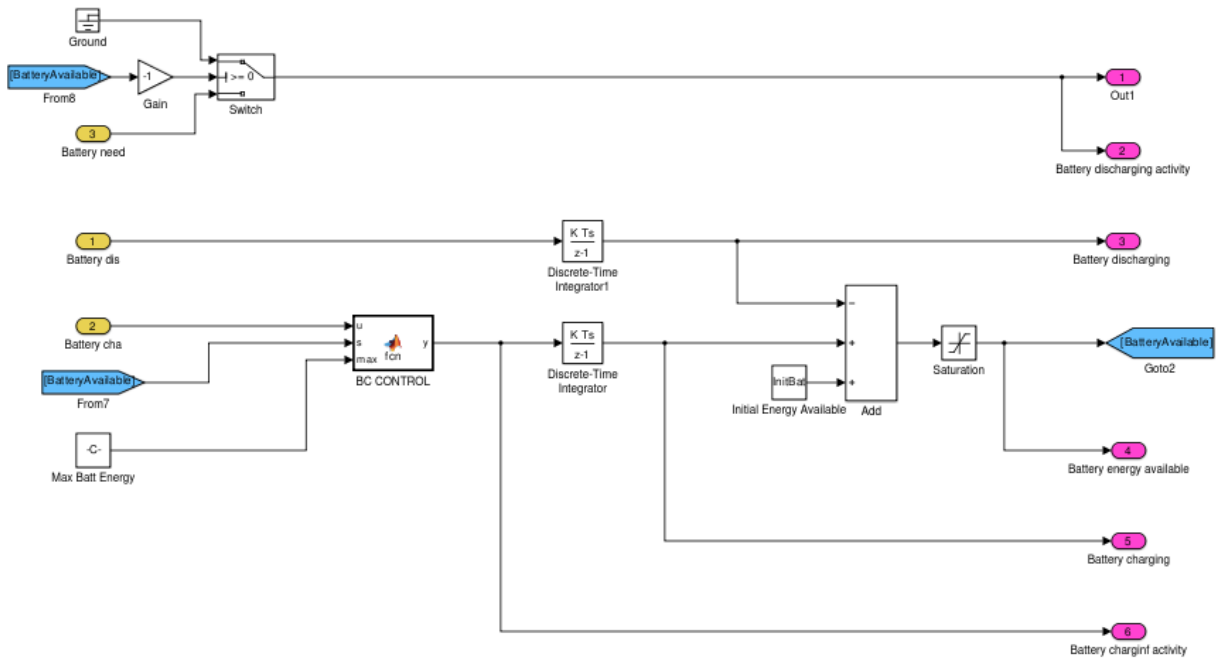 Ground
[BatteryAvailable]
From8
-1
Gain
>= 0
Switch
3
Battery need
1
Out1
2
Battery discharging activity
1
Battery dis
K Ts
z-1
Discrete-Time
Integrator1
3
Battery discharging
2
Battery cha
u
s
max
fcn
y
BC CONTROL
[BatteryAvailable]
From7
-C-
Max Batt Energy
K Ts
z-1
Discrete-Time
Integrator
InitBat
Initial Energy Available
−
+
+
Add
Saturation
[BatteryAvailable]
Goto2
4
Battery energy available
5
Battery charging
6
Battery charginf activity